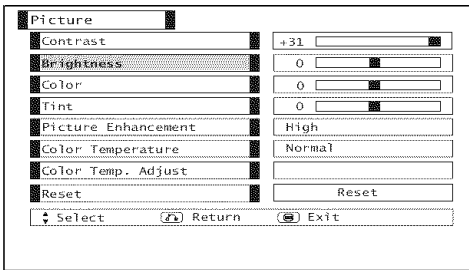 Picture
Contrast +31
Brightness 0
Color 0
Tint 0
Picture Enhancement High
Color Temperature Normal
Color Temp. Adjust
Reset Reset
Select Return Exit